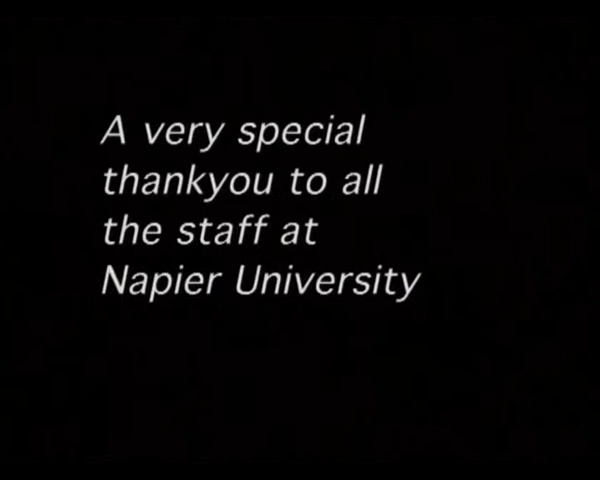 A very special
thankyou to all
the staff at
Napier University